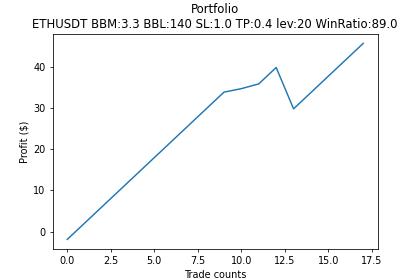 Portfolio
ETHUSDT BBM:3.3 BBL:140 SL:1.0 TP:0.4 lev:20 WinRatio:89.0
Profit ($)
40
30
20
10
0
0.0 2.5 5.0 7.5 10.0 12.5 15.0 17.5
Trade counts